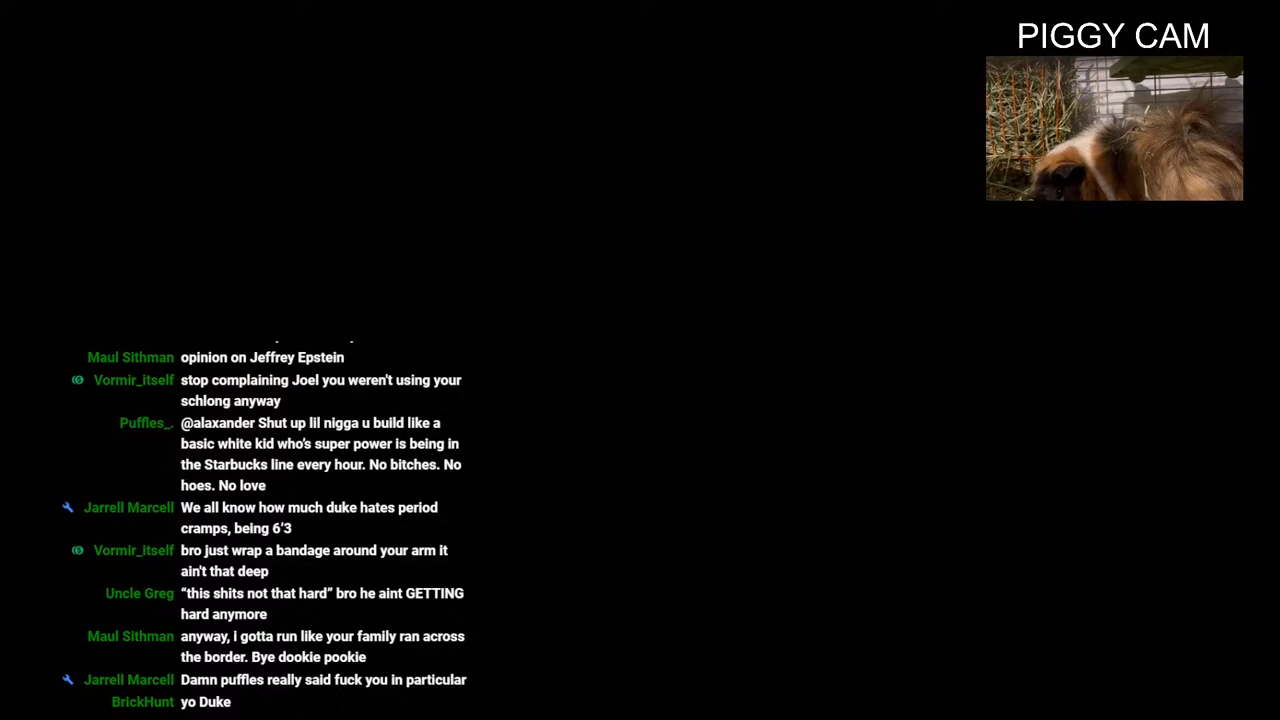 PIGGY CAM
Maul Sithman opinion on Jeffrey Epstein
Vormir_itself stop complaining Joel you weren't using your
schlong anyway
Puffles_. @alaxander Shut up lil nigga u build like a
basic white kid who's super power is being in
the Starbucks line every hour. No bitches. No
hoes. No love
Jarrell Marcell We all know how much duke hates period
cramps, being 6'3
Vormir_itself bro just wrap a bandage around your arm it
ain't that deep
Uncle Greg “this shits not that hard” bro he aint GETTING
hard anymore
Maul Sithman anyway, i gotta run like your family ran across
the border. Bye dookie pookie
Jarrell Marcell Damn puffles really said fuck you in particular
BrickHunt yo Duke